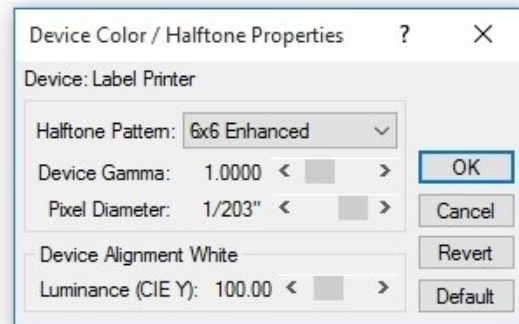 Device Color / Halftone Properties ?
Device: Label Printer
Halftone Pattern: 6x6 Enhanced
Device Gamma: 1.0000 < >
OK
Pixel Diameter: 1/203" < >
Cancel
Device Alignment White
Revert
Luminance (CIE Y): 100.00 < >
Default